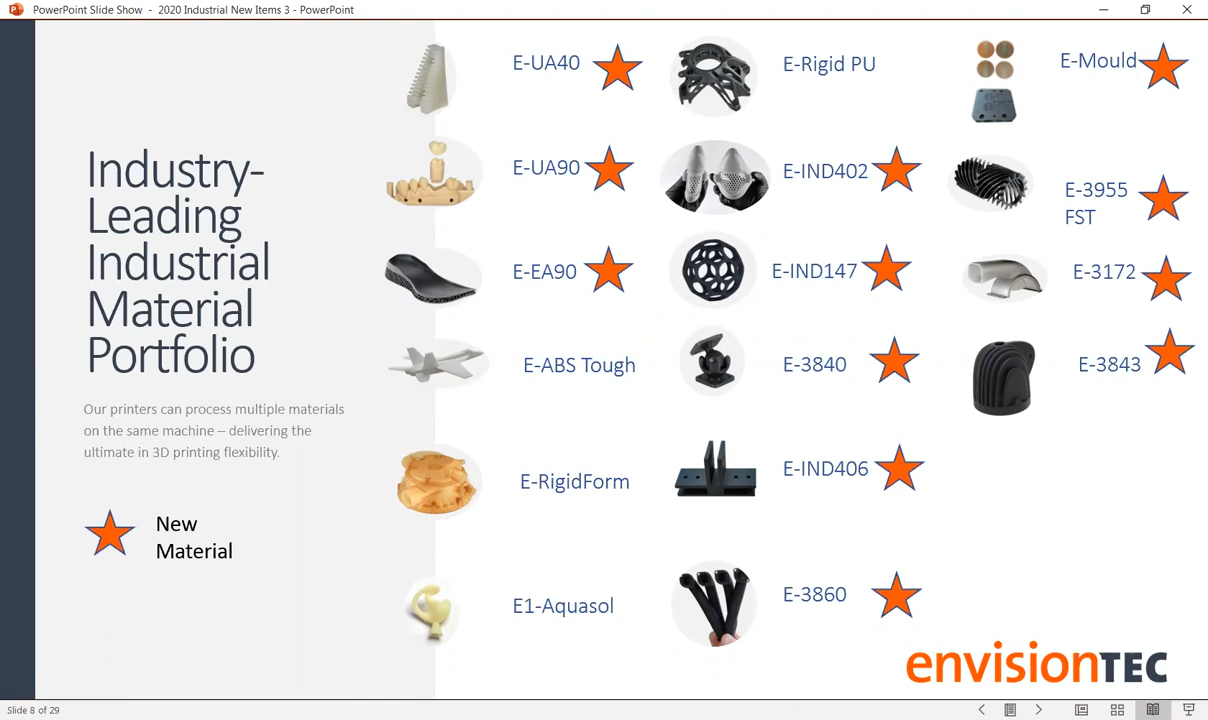 PowerPoint Slide Show - 2020 Industrial New Items 3 - PowerPoint
Industry-
Leading
Industrial
Material
Portfolio
Our printers can process multiple materials
on the same machine – delivering the
ultimate in 3D printing flexibility.
New
Material
E-UA40
E-UA90
E-EA90
E-ABS Tough
E-RigidForm
E1-Aquasol
E-Rigid PU
E-IND402
E-IND147
E-3840
E-IND406
E-3860
E-Mould
E-3955
FST
E-3172
E-3843
envisionTEC
Slide 8 of 29